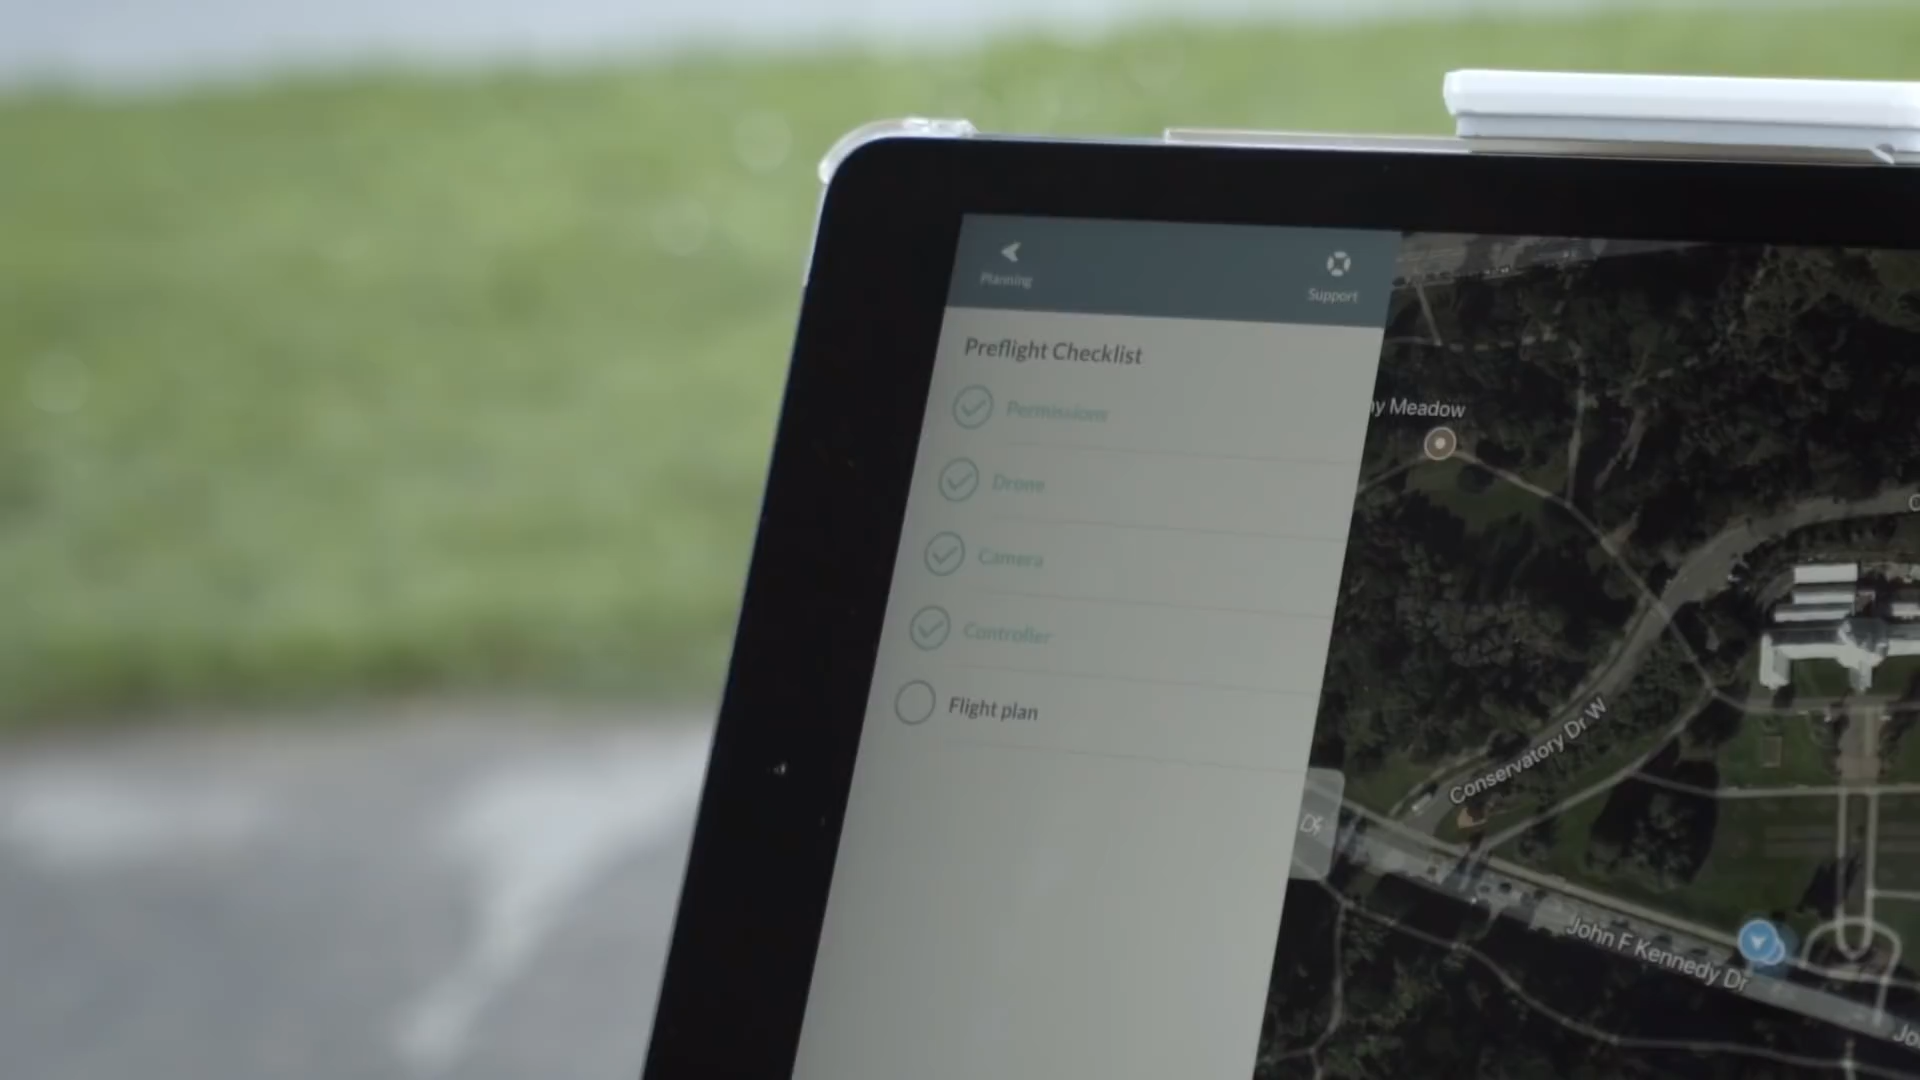 Planning
Support
Preflight Checklist
Permissions
Drone
Camera
Controller
Flight plan
Meadow
Conservatory Dr W
John F Kennedy Dr